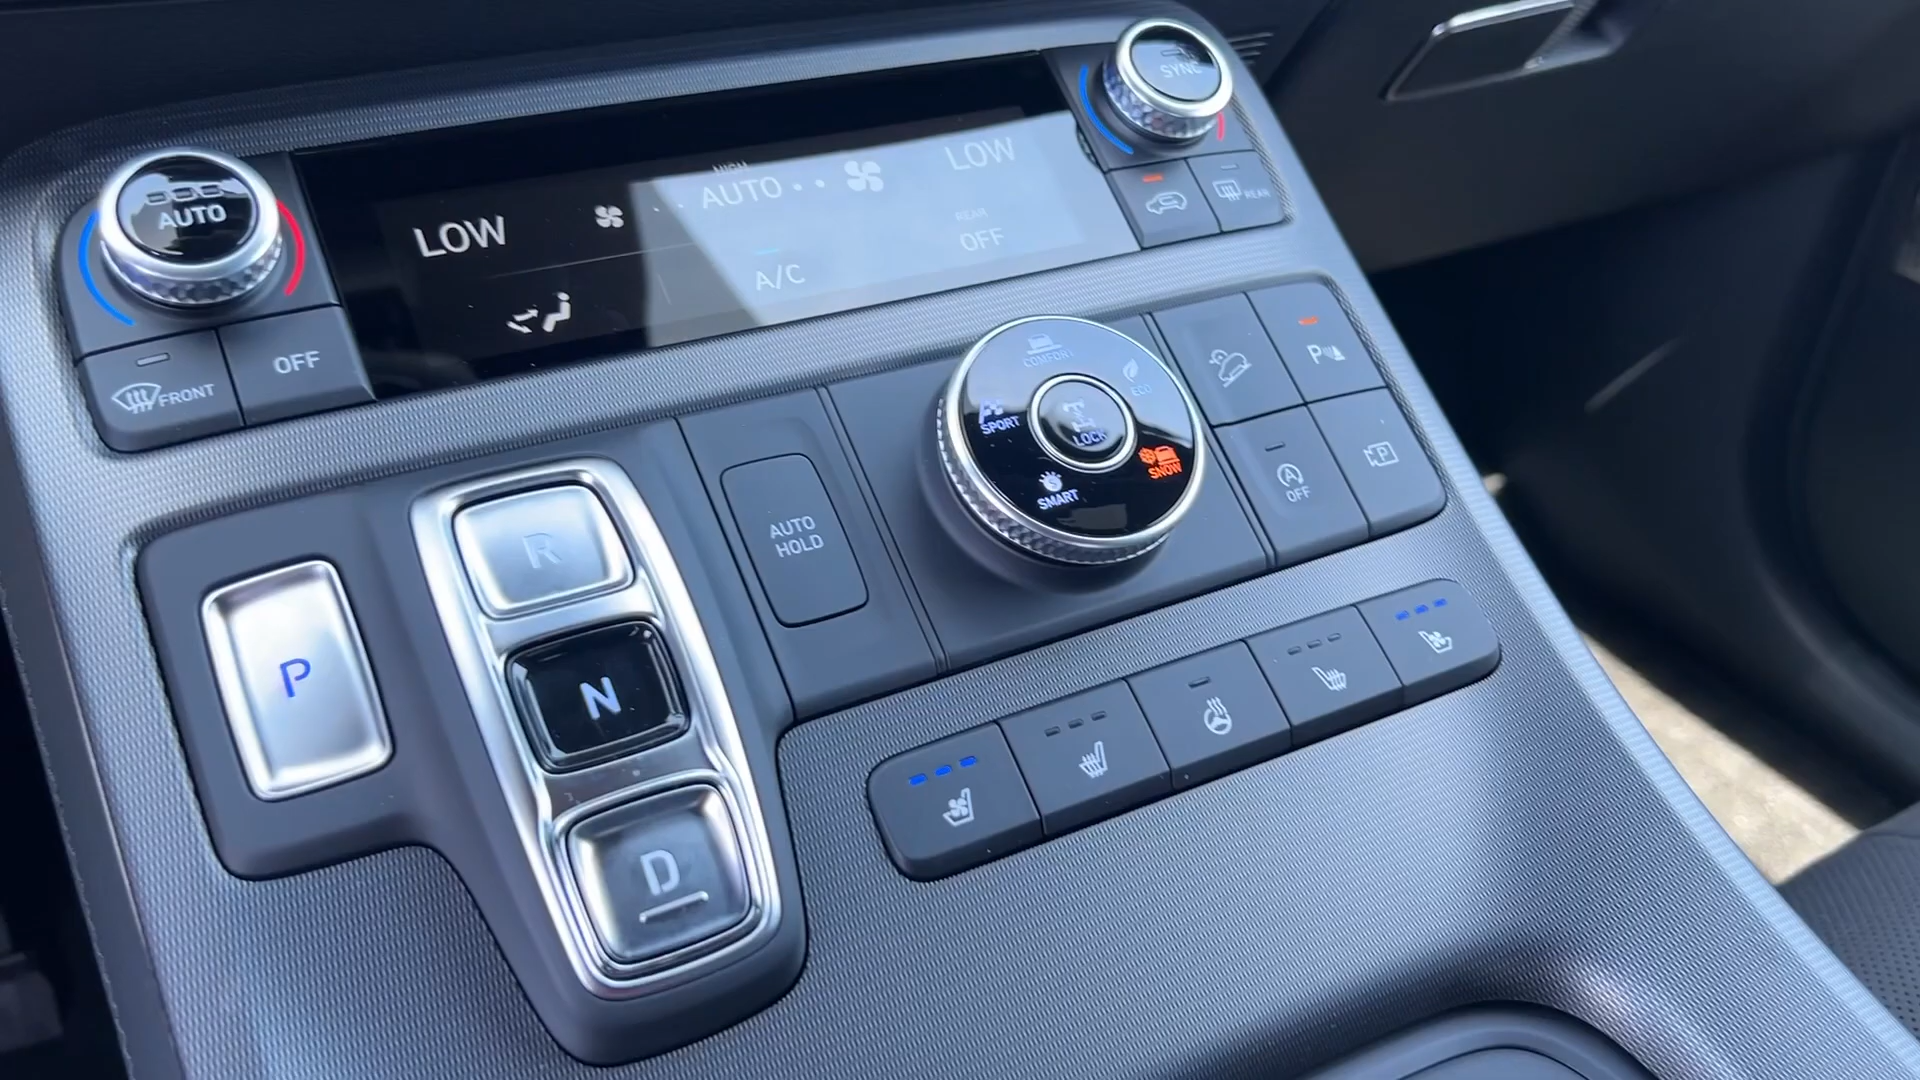 SYNC
AUTO
LOW
HIGH
AUTO
LOW
A/C
REAR
OFF
REAR
FRONT
OFF
COMFORT
ECO
SPORT
LOCK
SNOW
SMART
P
OFF
P
AUTO
HOLD
R
P
N
D